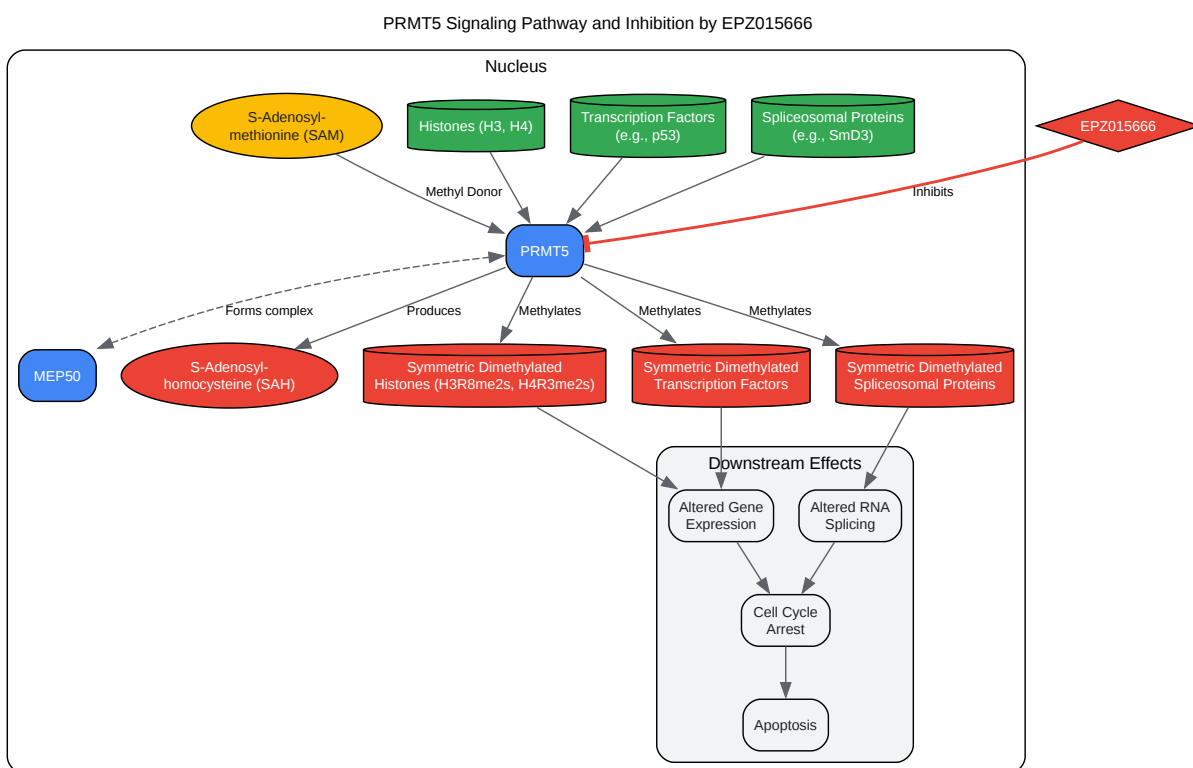 PRMT5 Signaling Pathway and Inhibition by EPZ015666
Nucleus
S-Adenosyl-
methionine (SAM)
Histones (H3, H4)
Transcription Factors
(e.g., p53)
Spliceosomal Proteins
(e.g., SmD3)
EPZ015666
Methyl Donor
Inhibits
PRMT5
Forms complex
Produces
Methylates
Methylates
Methylates
MEP50
S-Adenosyl-
homocysteine (SAH)
Symmetric Dimethylated
Histones (H3R8me2s, H4R3me2s)
Symmetric Dimethylated
Transcription Factors
Symmetric Dimethylated
Spliceosomal Proteins
Downstream Effects
Altered Gene
Expression
Altered RNA
Splicing
Cell Cycle
Arrest
Apoptosis